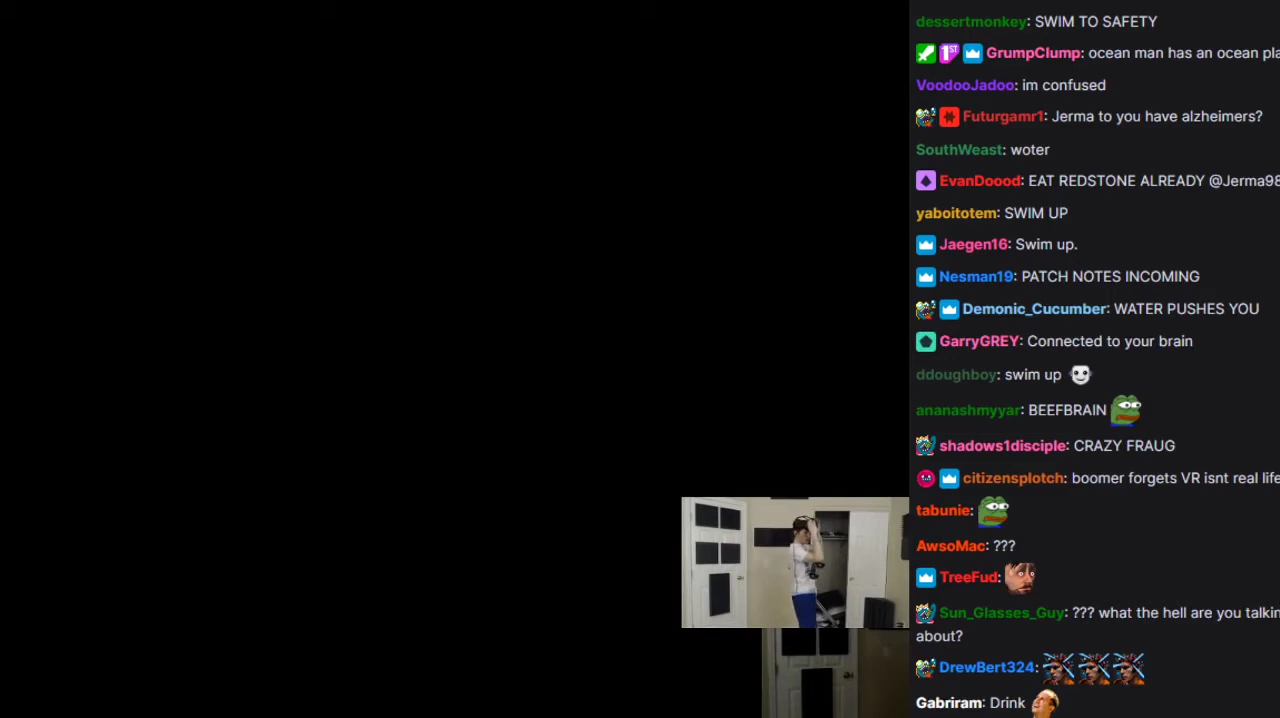 dessertmonkey: SWIM TO SAFETY
GrumpClump: ocean man has an ocean
VoodooJadoo: im confused
Futurgamr1: Jerma to you have alzheimers?
SouthWeast: woter
EvanDoood: EAT REDSTONE ALREADY @Jerma98
yaboitotem: SWIM UP
Jaegen16: Swim up.
Nesman19: PATCH NOTES INCOMING
Demonic_Cucumber: WATER PUSHES YOU
GarryGREY: Connected to your brain
ddoughboy: swim up
ananashmyyar: BEEFBRAIN
shadows1disciple: CRAZY FRAUG
citizensplotch: boomer forgets VR isnt real life
tabunie:
AwsoMac: ???
TreeFud:
Sun_Glasses_Guy: ??? what the hell are you
about?
DrewBert324:
Gabriram: Drink